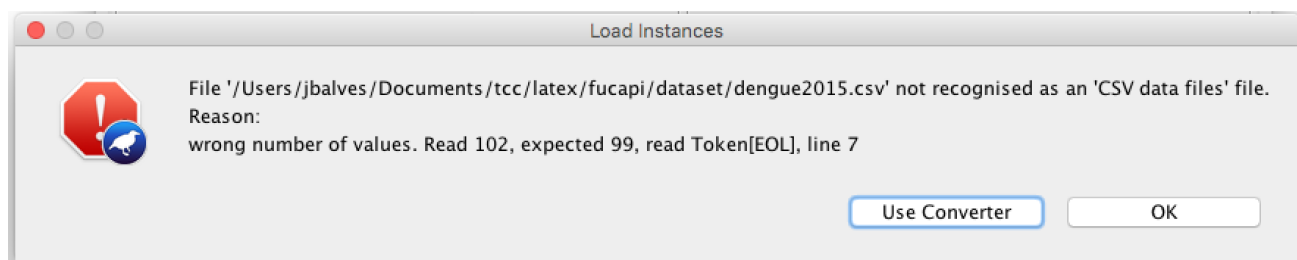 Load Instances
File '/Users/jbalves/Documents/tcc/latex/fucapi/dataset/dengue2015.csv' not recognised as an 'CSV data files' file.
Reason:
wrong number of values. Read 102, expected 99, read Token[EOL], line 7
Use Converter
OK